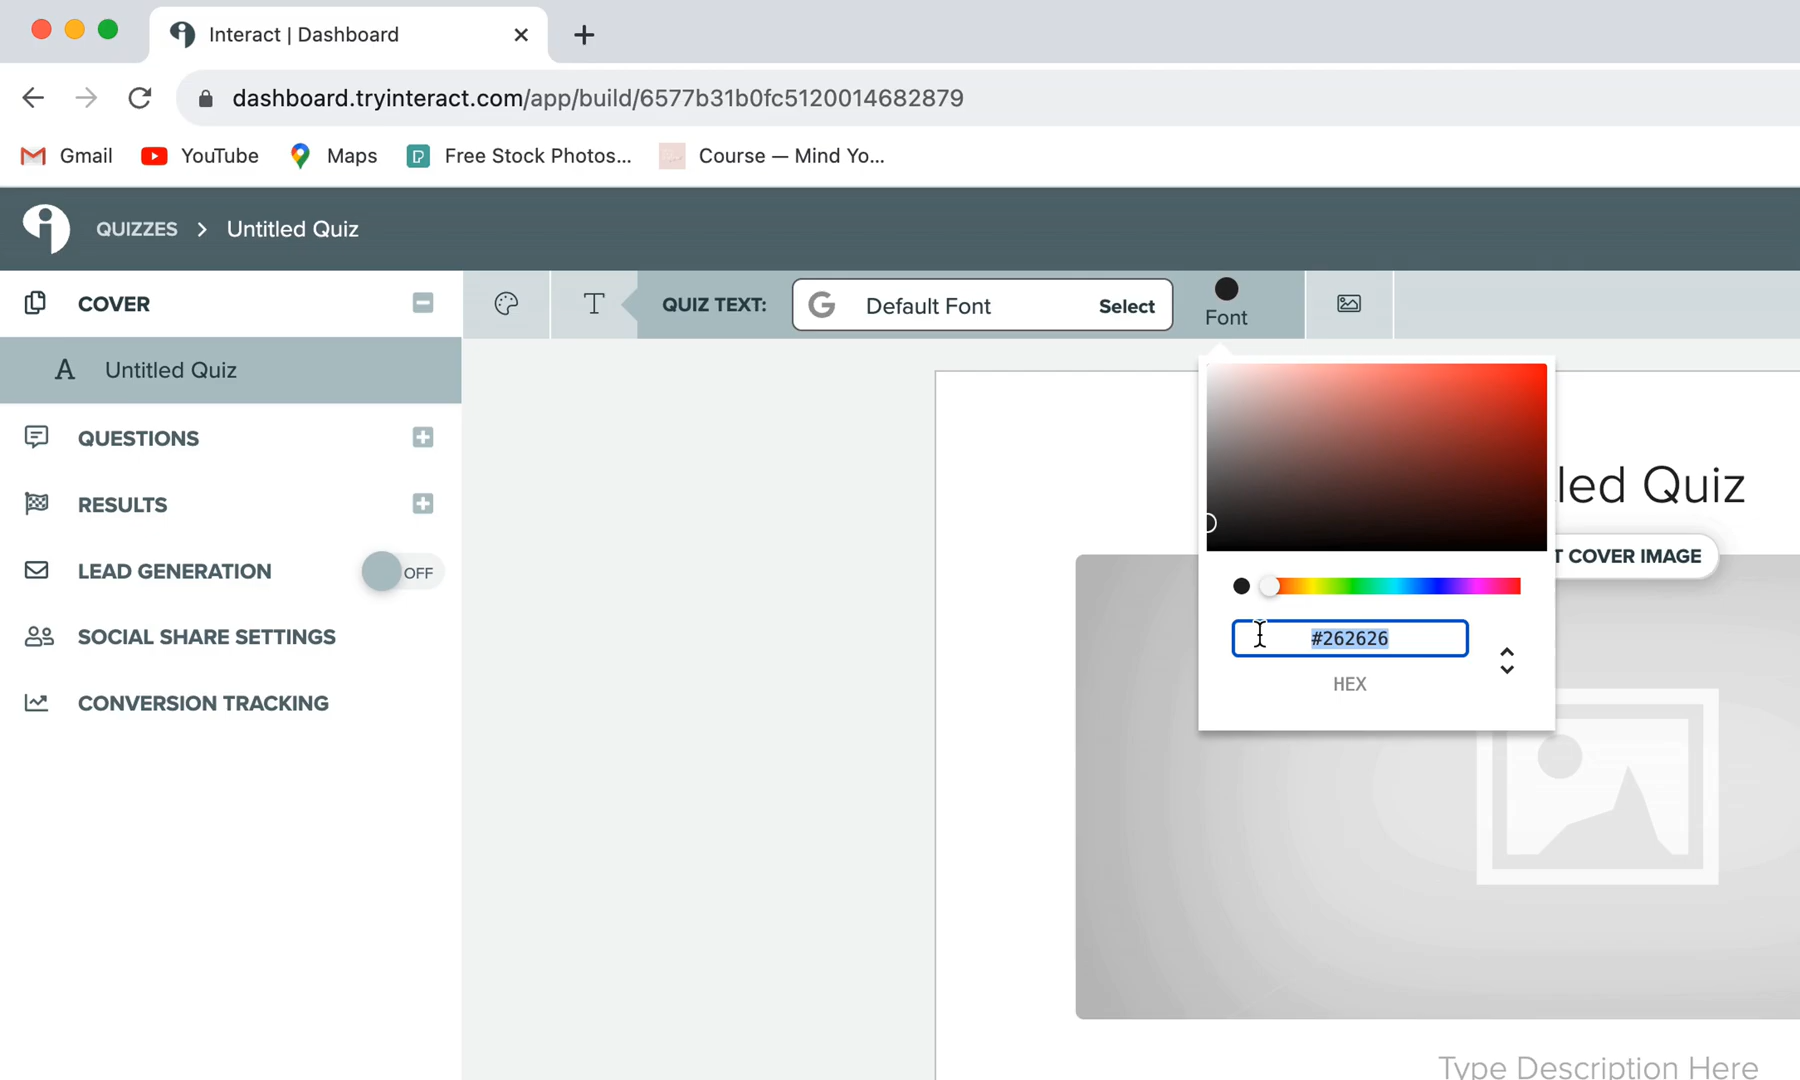 Interact | Dashboard
dashboard.tryinteract.com/app/build/6577b31b0fc5120014682879
Gmail
YouTube
Maps
Free Stock Photos...
Course — Mind Yo...
QUIZZES > Untitled Quiz
COVER
QUIZ TEXT:
Default Font
Select
Font
Untitled Quiz
QUESTIONS
led Quiz
RESULTS
T COVER IMAGE
LEAD GENERATION
OFF
SOCIAL SHARE SETTINGS
#262626
HEX
CONVERSION TRACKING
Type Description Here